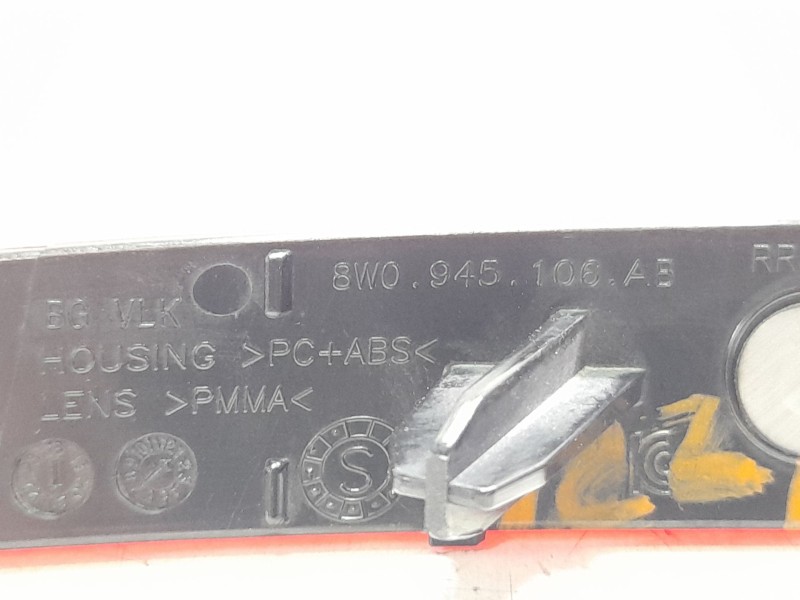 8W0.945.106.AB
RR
BG VLK
HOUSING >PC+ABS<
LENS >PMMA<
S